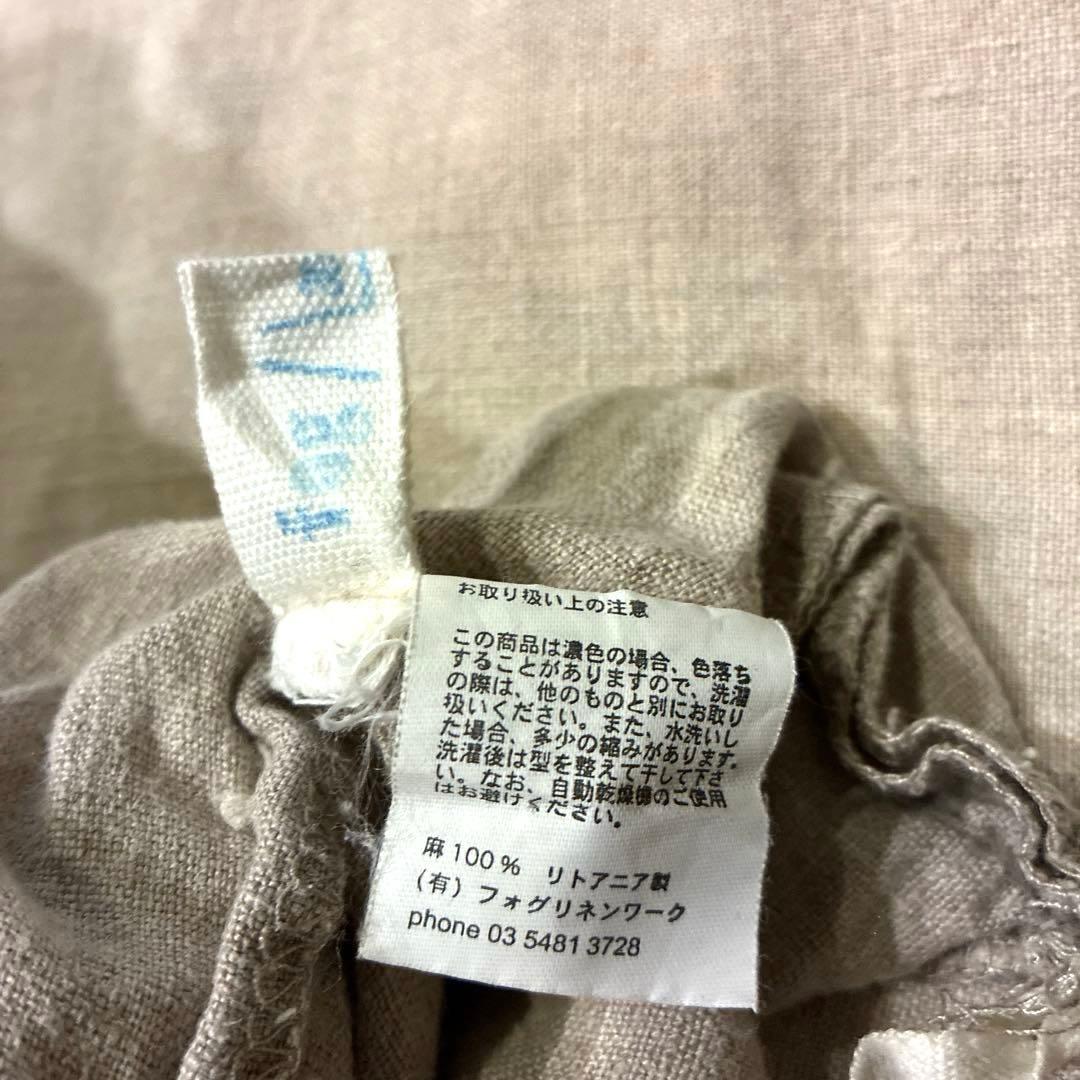 fog
お取り扱い上の注意
この商品は濃色の場合、色落ち
することがありますので、洗濯
の際は、他のものと別にお取り
扱いください。また、水洗いし
た場合、多少の縮みがあります。
洗濯後は型を整えて干して下さ
い。なお、自動乾燥機のご使用
はお避けください。
麻 100 % リトアニア製
（有）フォグリネンワーク
phone 03 5481 3728